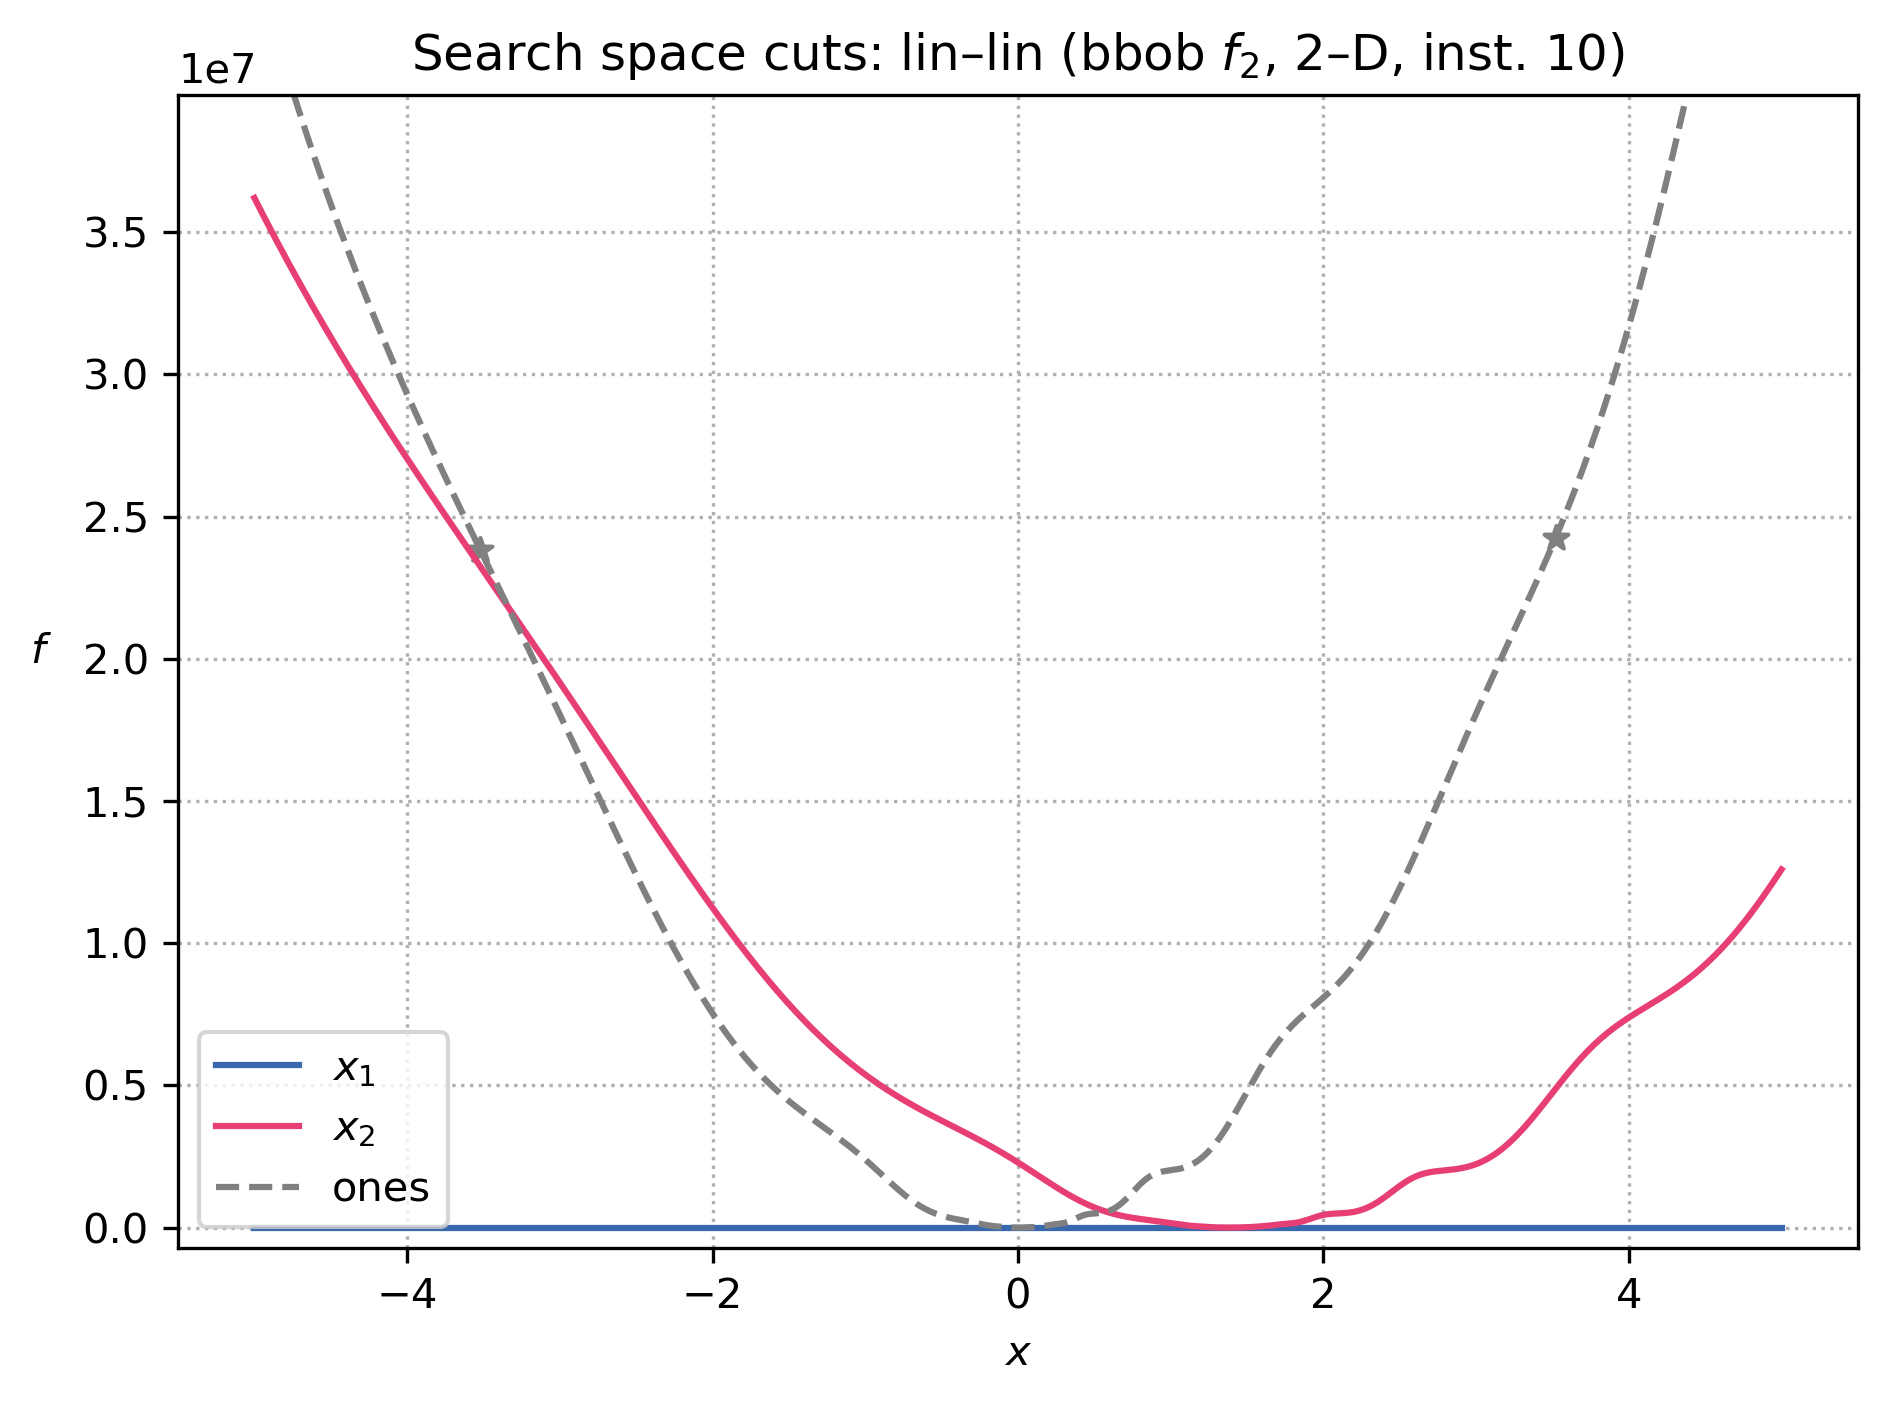 Search space cuts: lin–lin (bbob f₂, 2–D, inst. 10)
1e7
3.5
3.0
2.5
2.0
1.5
1.0
0.5
0.0
f
x₁
x₂
ones
−4 −2 0 2 4
x